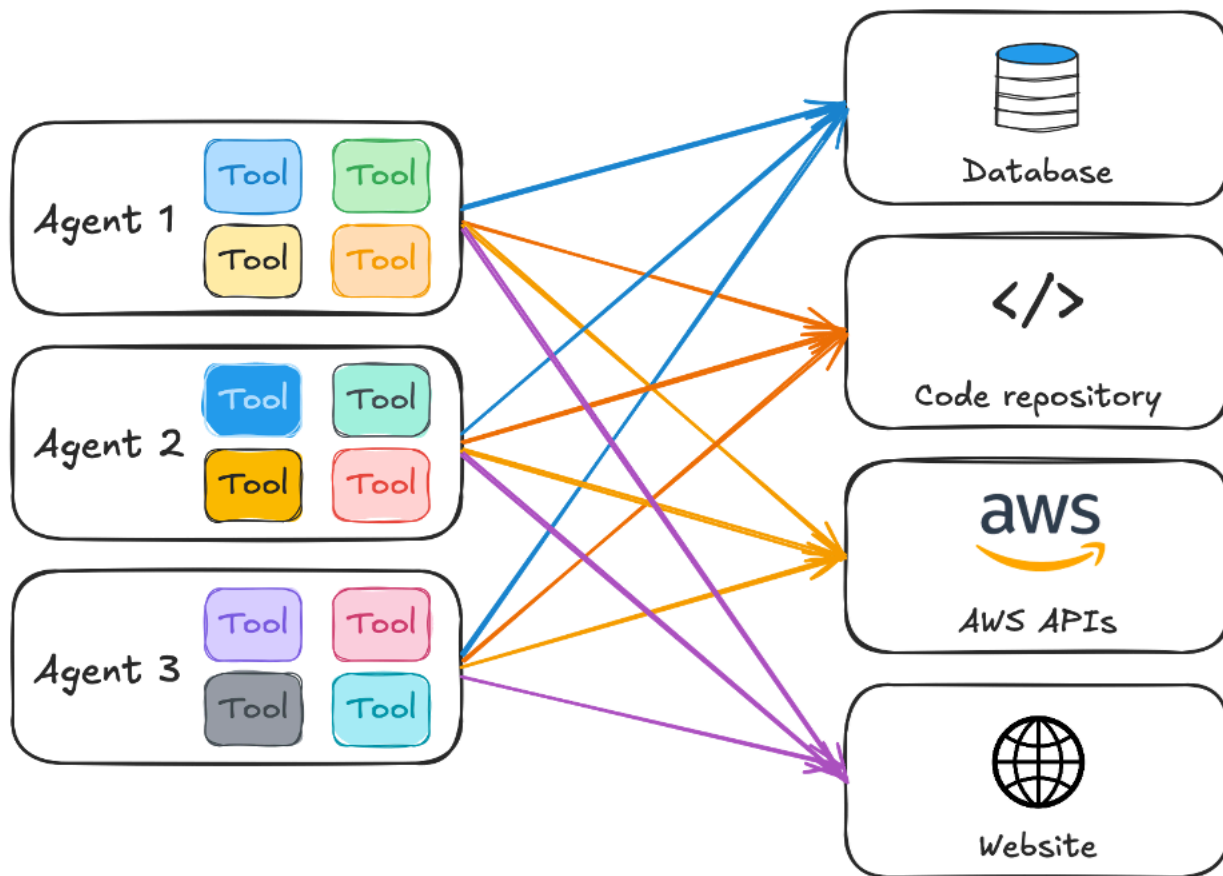 Agent 1
Tool
Tool
Tool
Tool
Agent 2
Tool
Tool
Tool
Tool
Agent 3
Tool
Tool
Tool
Tool
Database
</>
Code repository
aws
AWS APIs
Website